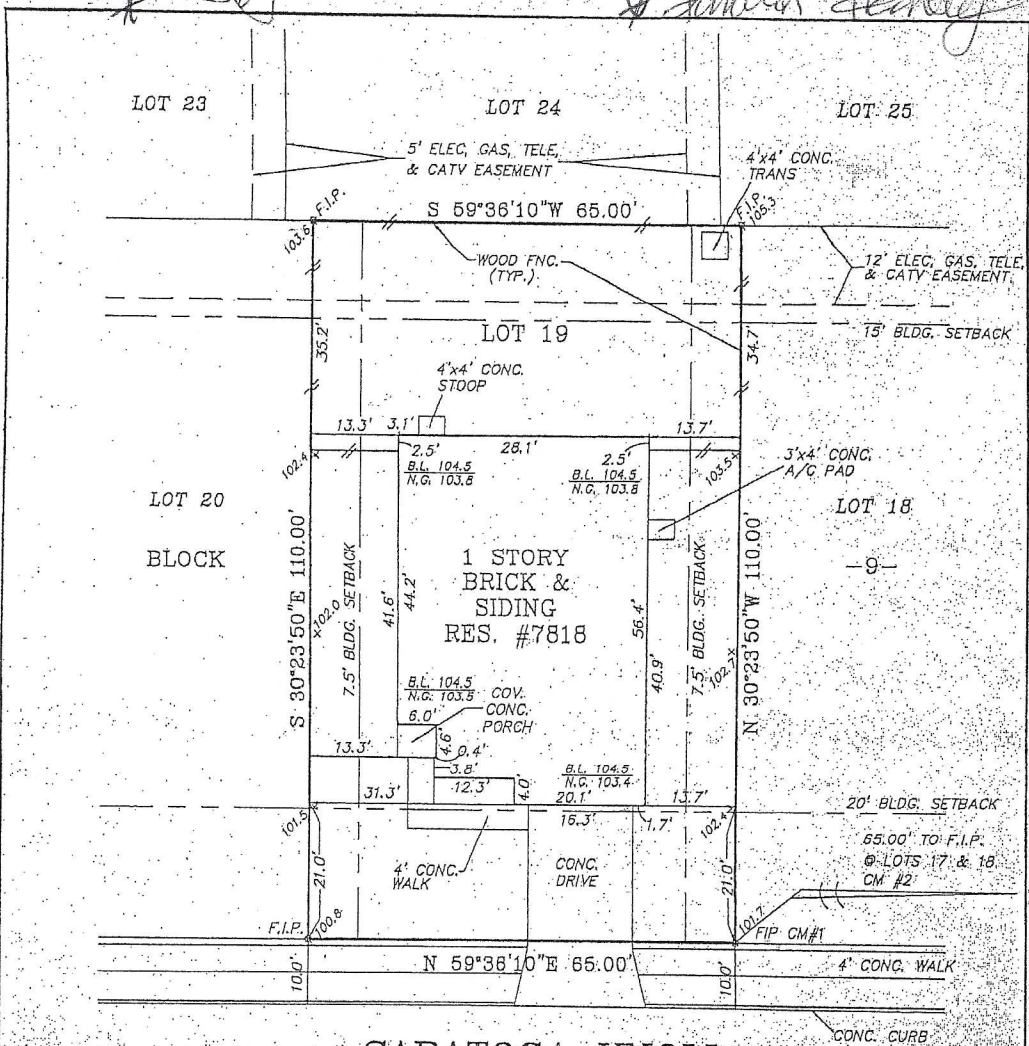 LOT 23
LOT 24
LOT 25
5' ELEC, GAS, TELE,
& CATV EASEMENT
4'x4' CONC.
TRANS
S 59°36'10"W 65.00'
F.I.P.
103.6
F.I.P.
105.3
WOOD FNC.
(TYP.)
12' ELEC, GAS, TELE,
& CATV EASEMENT
15' BLDG. SETBACK
LOT 19
35.2'
34.7'
4'x4' CONC.
STOOP
13.3' 3.1'
28.1'
13.7'
2.5'
2.5'
B.L. 104.5
N.G. 103.8
B.L. 104.5
N.G. 103.8
102.4
103.5
3'x4' CONC.
A/C PAD
LOT 20
LOT 18
BLOCK
-9-
1 STORY
BRICK &
SIDING
RES. #7818
S 30°23'50"E 110.00'
x102.0
7.5' BLDG. SETBACK
41.6'
44.2'
56.4'
40.9'
7.5' BLDG. SETBACK
102.7x
N 30°23'50"W 110.00'
B.L. 104.5
N.G. 103.5
COV.
CONC.
PORCH
6.0'
4.6'
0.4'
13.3'
3.8'
12.3'
4.0'
B.L. 104.5
N.G. 103.4
31.3'
20.1'
13.7'
16.3'
1.7'
20' BLDG. SETBACK
101.5
102.4
65.00' TO F.I.P.
@ LOTS 17 & 18
CM #2
21.0'
4' CONC.
WALK
CONC.
DRIVE
21.0'
F.I.P.
100.8
101.7
FIP CM#1
N 59°36'10"E 65.00'
10.0'
10.0'
4' CONC. WALK
CONC. CURB